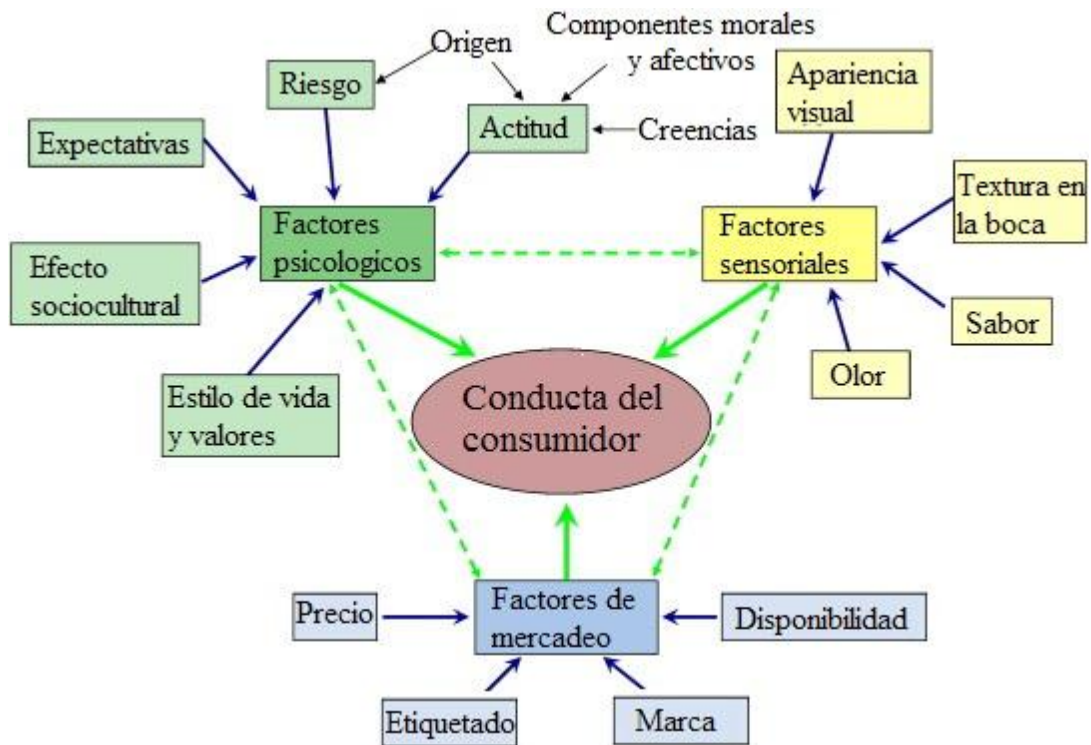 Componentes morales
y afectivos
Origen
Riesgo
Actitud
Creencias
Expectativas
Apariencia
visual
Textura en
la boca
Factores
psicologicos
Factores
sensoriales
Efecto
sociocultural
Sabor
Olor
Estilo de vida
y valores
Conducta del
consumidor
Precio
Factores de
mercadeo
Disponibilidad
Etiquetado
Marca